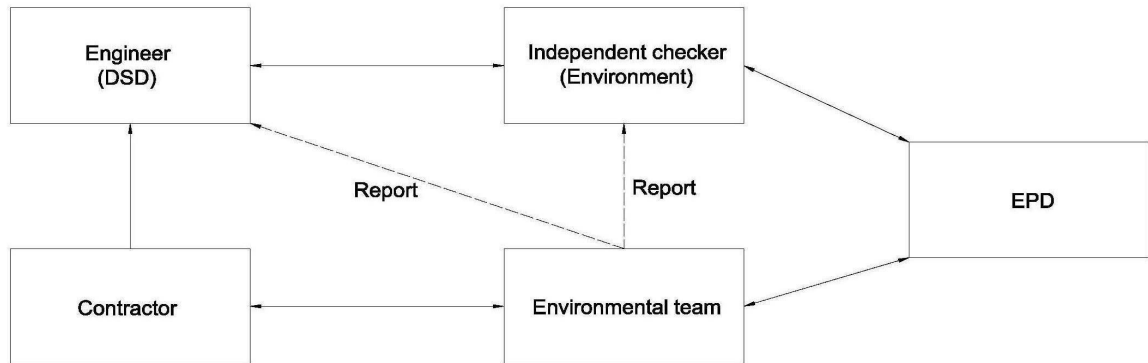 Engineer
(DSD)
Independent checker
(Environment)
EPD
Report
Report
Contractor
Environmental team